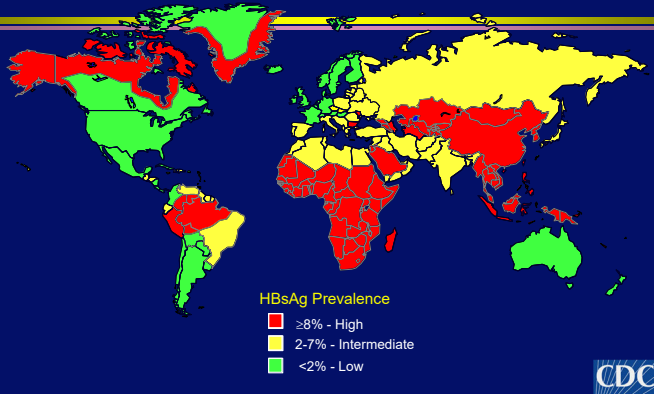 HBsAg Prevalence
≥8% - High
2-7% - Intermediate
<2% - Low
CDC